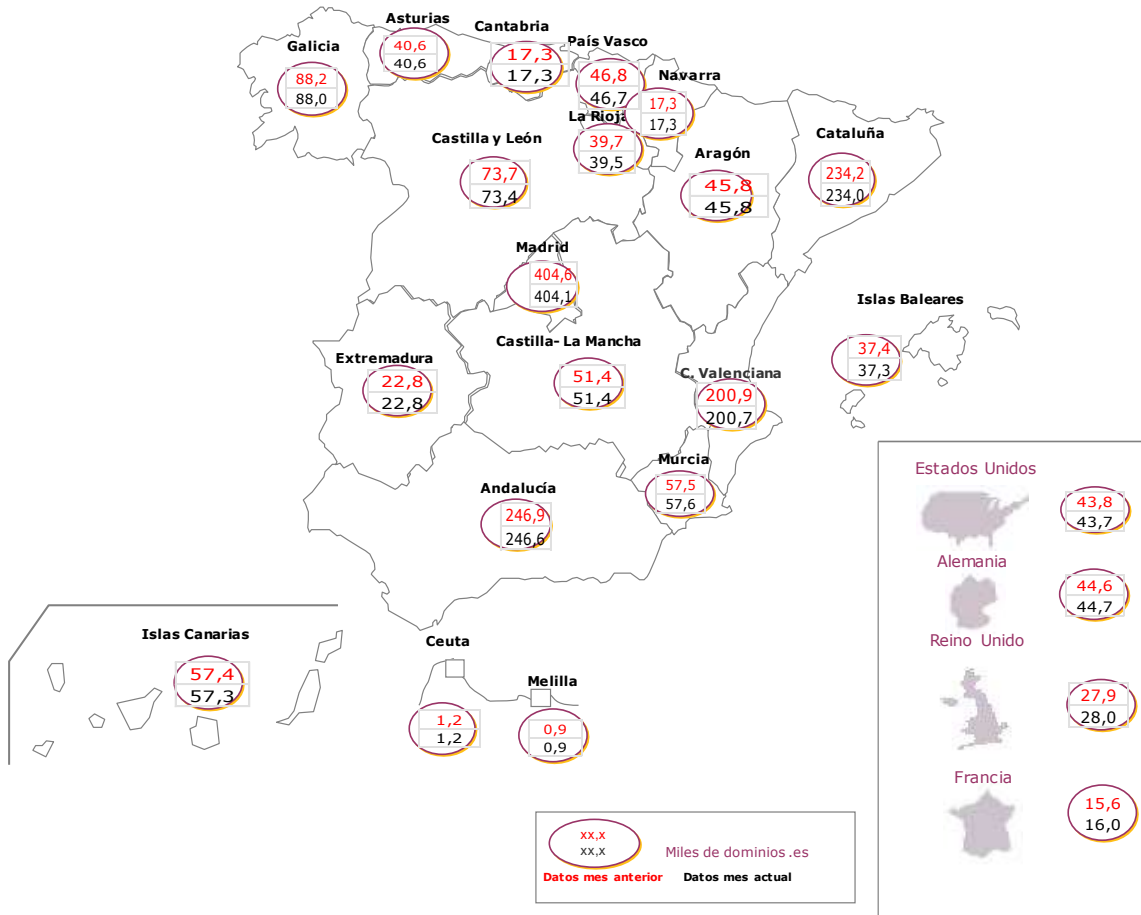 Asturias
40,6
40,6
Cantabria
17,3
17,3
País Vasco
46,8
46,7
Galicia
88,2
88,0
Navarra
17,3
17,3
La Rioja
39,7
39,5
Castilla y León
73,7
73,4
Aragón
45,8
45,8
Cataluña
234,2
234,0
Madrid
404,6
404,1
Islas Baleares
37,4
37,3
Castilla- La Mancha
51,4
51,4
Extremadura
22,8
22,8
C. Valenciana
200,9
200,7
Murcia
57,5
57,6
Andalucía
246,9
246,6
Islas Canarias
57,4
57,3
Ceuta
1,2
1,2
Melilla
0,9
0,9
Estados Unidos
43,8
43,7
Alemania
44,6
44,7
Reino Unido
27,9
28,0
Francia
15,6
16,0
xx,x
xx,x
Miles de dominios .es
Datos mes anterior Datos mes actual